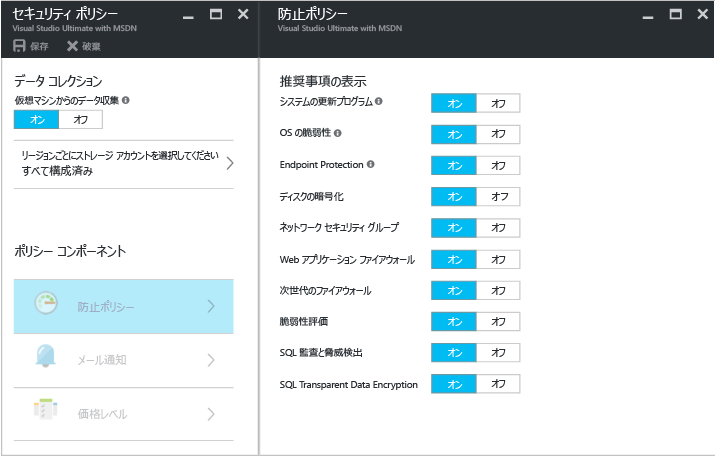 セキュリティ ポリシー
Visual Studio Ultimate with MSDN
保存 破棄
データ コレクション
仮想マシンからのデータ収集
オン オフ
リージョンごとにストレージ アカウントを選択してください
すべて構成済み
ポリシー コンポーネント
防止ポリシー
メール通知
価格レベル
防止ポリシー
Visual Studio Ultimate with MSDN
推奨事項の表示
システムの更新プログラム オン オフ
OS の脆弱性 オン オフ
Endpoint Protection オン オフ
ディスクの暗号化 オン オフ
ネットワーク セキュリティ グループ オン オフ
Web アプリケーション ファイアウォール オン オフ
次世代のファイアウォール オン オフ
脆弱性評価 オン オフ
SQL 監査と脅威検出 オン オフ
SQL Transparent Data Encryption オン オフ